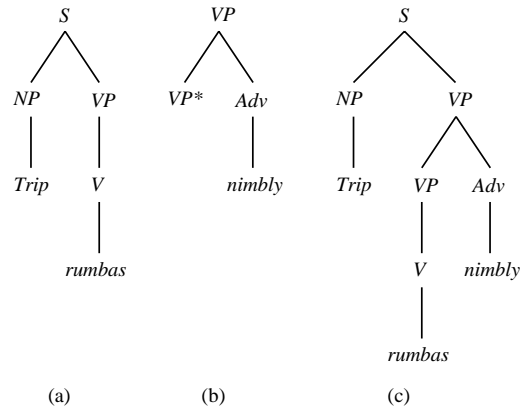 S VP S
NP VP VP* Adv NP VP
Trip V nimbly Trip VP Adv
rumbas V nimbly
rumbas
(a) (b) (c)